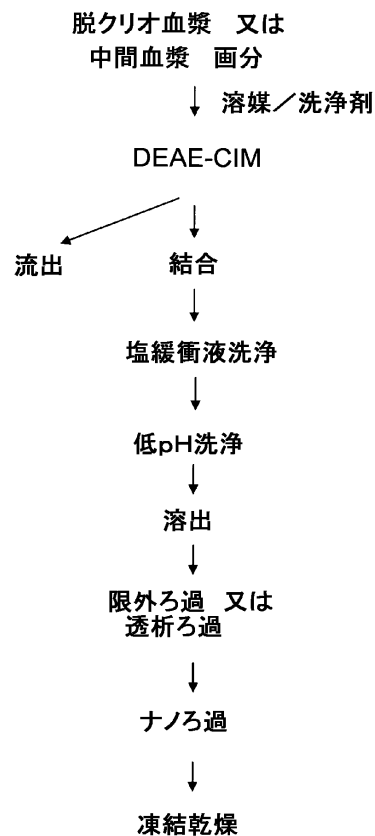 脱クリオ血漿　又は
中間血漿　画分
溶媒／洗浄剤
DEAE-CIM
流出
結合
塩緩衝液洗浄
低pH洗浄
溶出
限外ろ過　又は
透析ろ過
ナノろ過
凍結乾燥